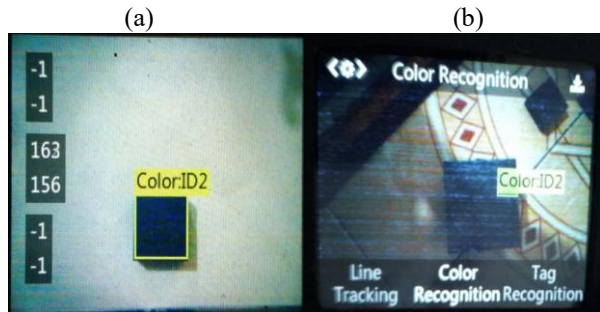 (a) (b)
-1
-1
163
156
-1
-1
Color:ID2
Color Recognition
Color:ID2
Line Tracking
Color Recognition
Tag Recognition